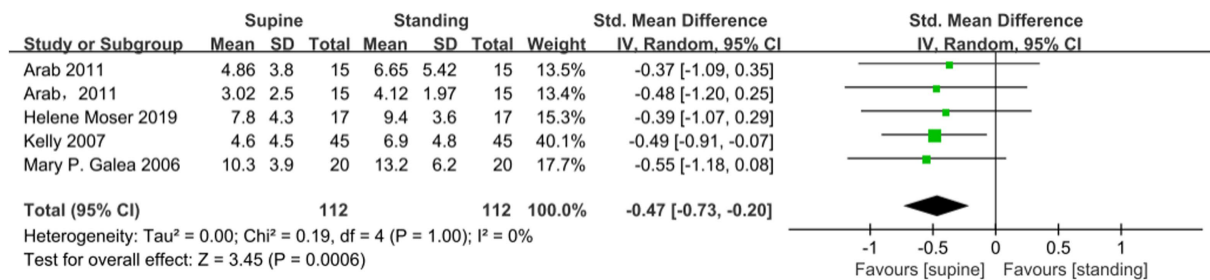 Supine Standing Std. Mean Difference Std. Mean Difference
Study or Subgroup Mean SD Total Mean SD Total Weight IV, Random, 95% CI IV, Random, 95% CI
Arab 2011 4.86 3.8 15 6.65 5.42 15 13.5% -0.37 [-1.09, 0.35]
Arab，2011 3.02 2.5 15 4.12 1.97 15 13.4% -0.48 [-1.20, 0.25]
Helene Moser 2019 7.8 4.3 17 9.4 3.6 17 15.3% -0.39 [-1.07, 0.29]
Kelly 2007 4.6 4.5 45 6.9 4.8 45 40.1% -0.49 [-0.91, -0.07]
Mary P. Galea 2006 10.3 3.9 20 13.2 6.2 20 17.7% -0.55 [-1.18, 0.08]
Total (95% CI) 112 112 100.0% -0.47 [-0.73, -0.20]
Heterogeneity: Tau² = 0.00; Chi² = 0.19, df = 4 (P = 1.00); I² = 0%
Test for overall effect: Z = 3.45 (P = 0.0006)
-1 -0.5 0 0.5 1
Favours [supine] Favours [standing]